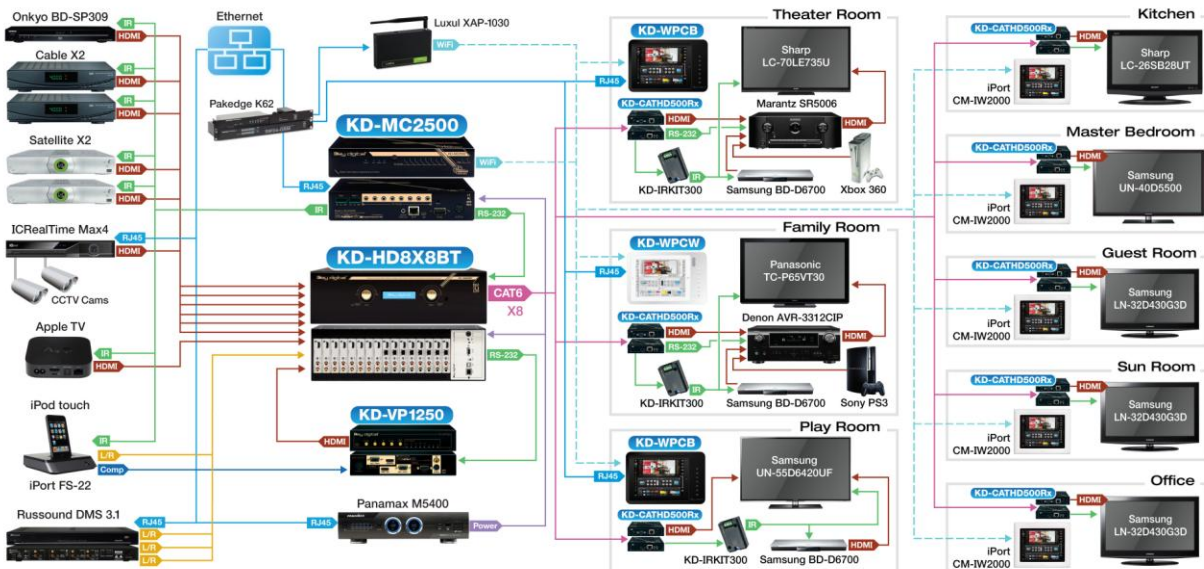 Onkyo BD-SP309
IR
HDMI
Cable X2
IR
HDMI
IR
HDMI
Satellite X2
IR
HDMI
IR
HDMI
ICRealTime Max4
RJ45
HDMI
CCTV Cams
Apple TV
IR
HDMI
iPod touch
IR
L/R
Comp
iPort FS-22
Russound DMS 3.1
RJ45
L/R
L/R
L/R
Ethernet
Pakedge K62
Luxul XAP-1030
WiFi
KD-MC2500
WiFi
RJ45
IR
RS-232
KD-HD8X8BT
CAT6
X8
RS-232
KD-VP1250
HDMI
Panamax M5400
RJ45
Power
Theater Room
KD-WPCB
RJ45
Sharp
LC-70LE735U
Marantz SR5006
KD-CATHD500Rx
HDMI
RS-232
HDMI
KD-IRKIT300
IR
Samsung BD-D6700
Xbox 360
Family Room
KD-WPCW
RJ45
Panasonic
TC-P65VT30
Denon AVR-3312CIP
KD-CATHD500Rx
HDMI
RS-232
HDMI
KD-IRKIT300
IR
Samsung BD-D6700
Sony PS3
Play Room
KD-WPCB
RJ45
Samsung
UN-55D6420UF
KD-CATHD500Rx
HDMI
IR
KD-IRKIT300
Samsung BD-D6700
HDMI
Kitchen
KD-CATHD500Rx
HDMI
Sharp
LC-26SB28UT
iPort
CM-IW2000
Master Bedroom
KD-CATHD500Rx
HDMI
Samsung
UN-40D5500
iPort
CM-IW2000
Guest Room
KD-CATHD500Rx
HDMI
Samsung
LN-32D430G3D
iPort
CM-IW2000
Sun Room
KD-CATHD500Rx
HDMI
Samsung
LN-32D430G3D
iPort
CM-IW2000
Office
KD-CATHD500Rx
HDMI
Samsung
LN-32D430G3D
iPort
CM-IW2000